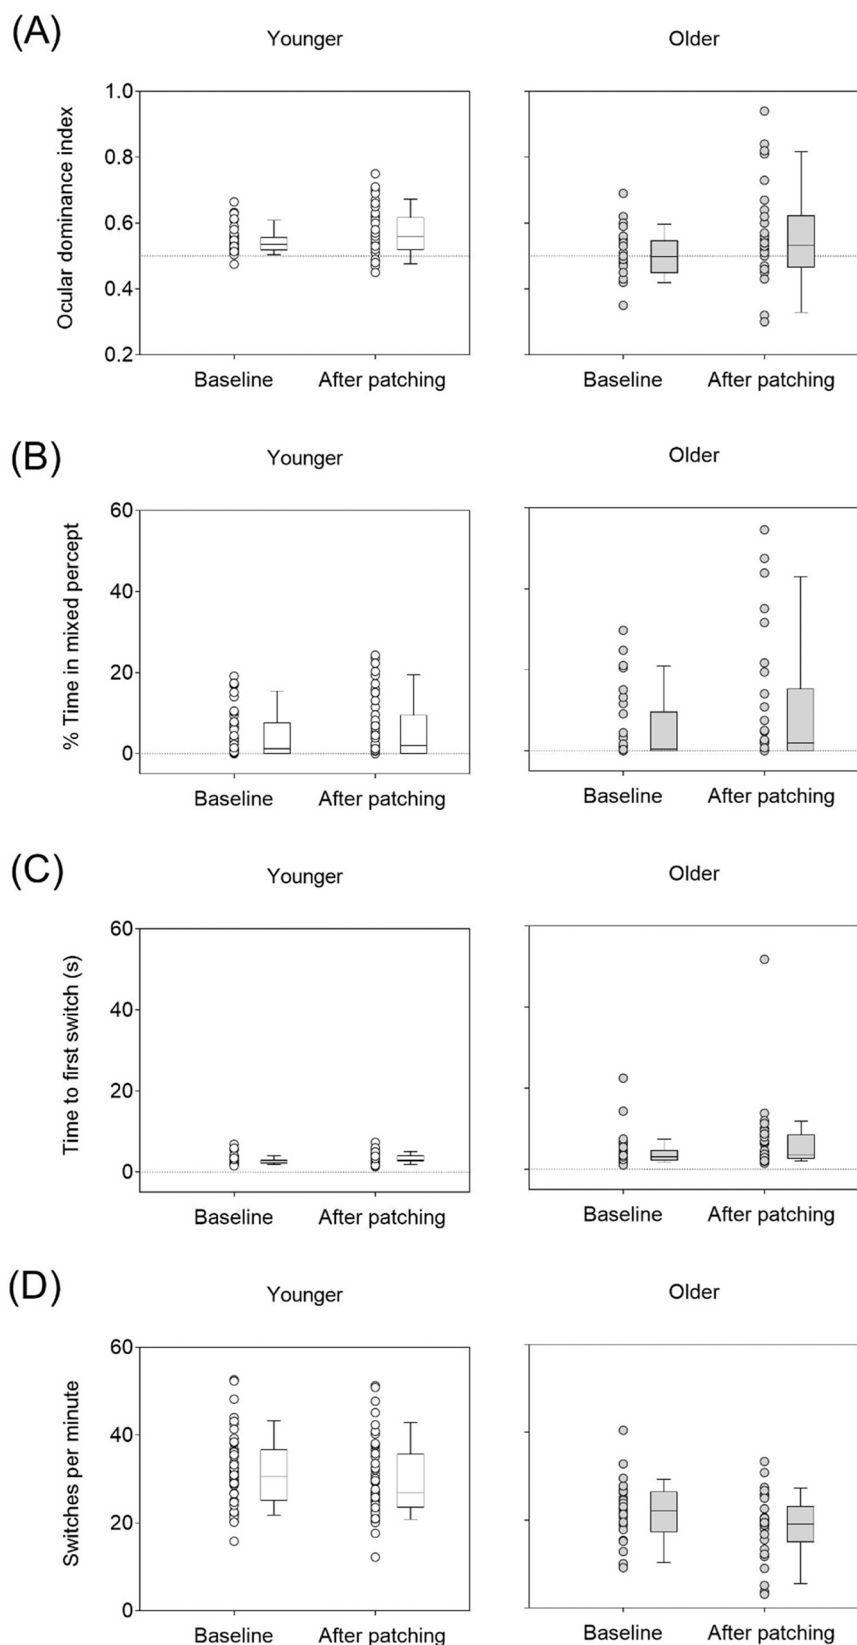 (A)
Younger
Older
Ocular dominance index
1.0
0.8
0.6
0.4
0.2
Baseline
After patching
Baseline
After patching
(B)
Younger
Older
% Time in mixed percept
60
40
20
0
Baseline
After patching
Baseline
After patching
(C)
Younger
Older
Time to first switch (s)
60
40
20
0
Baseline
After patching
Baseline
After patching
(D)
Younger
Older
Switches per minute
60
40
20
0
Baseline
After patching
Baseline
After patching